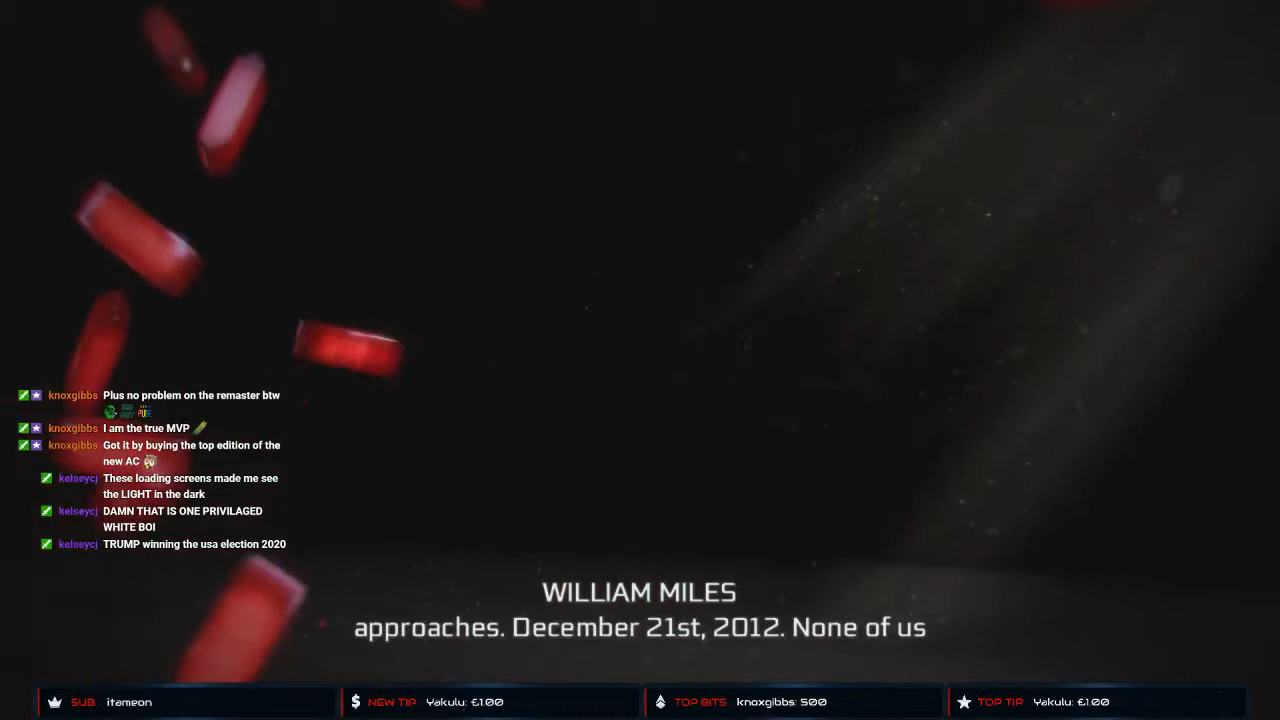 knoxgibbs Plus no problem on the remaster btw
knoxgibbs I am the true MVP
knoxgibbs Got it by buying the top edition of the
new AC
kelseycj These loading screens made me see
the LIGHT in the dark
kelseycj DAMN THAT IS ONE PRIVILAGED
WHITE BOI
kelseycj TRUMP winning the usa election 2020
WILLIAM MILES
approaches. December 21st, 2012. None of us
SUB itameon
$ NEW TIP Yakulu: £1.00
TOP BITS knoxgibbs: 500
TOP TIP Yakulu: £1.00